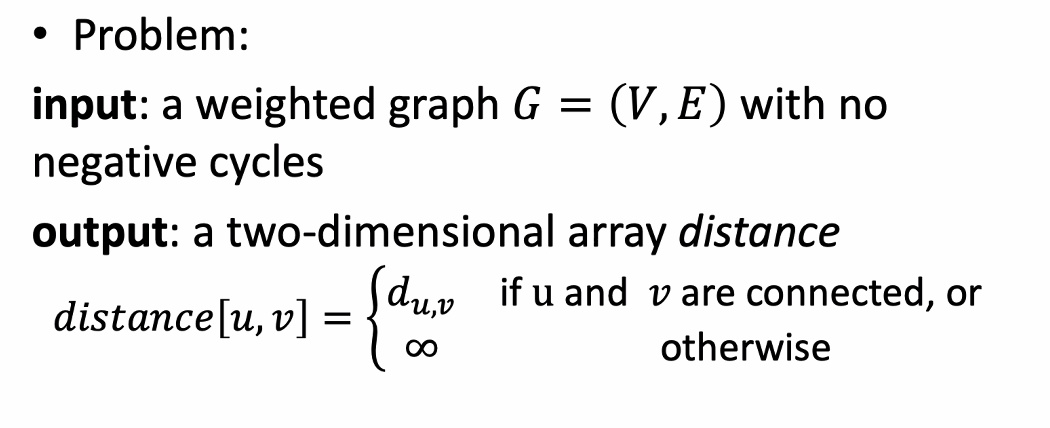 • Problem:
input: a weighted graph G = (V, E) with no
negative cycles
output: a two-dimensional array distance
distance[u, v] = { d_{u,v} if u and v are connected, or
∞ otherwise